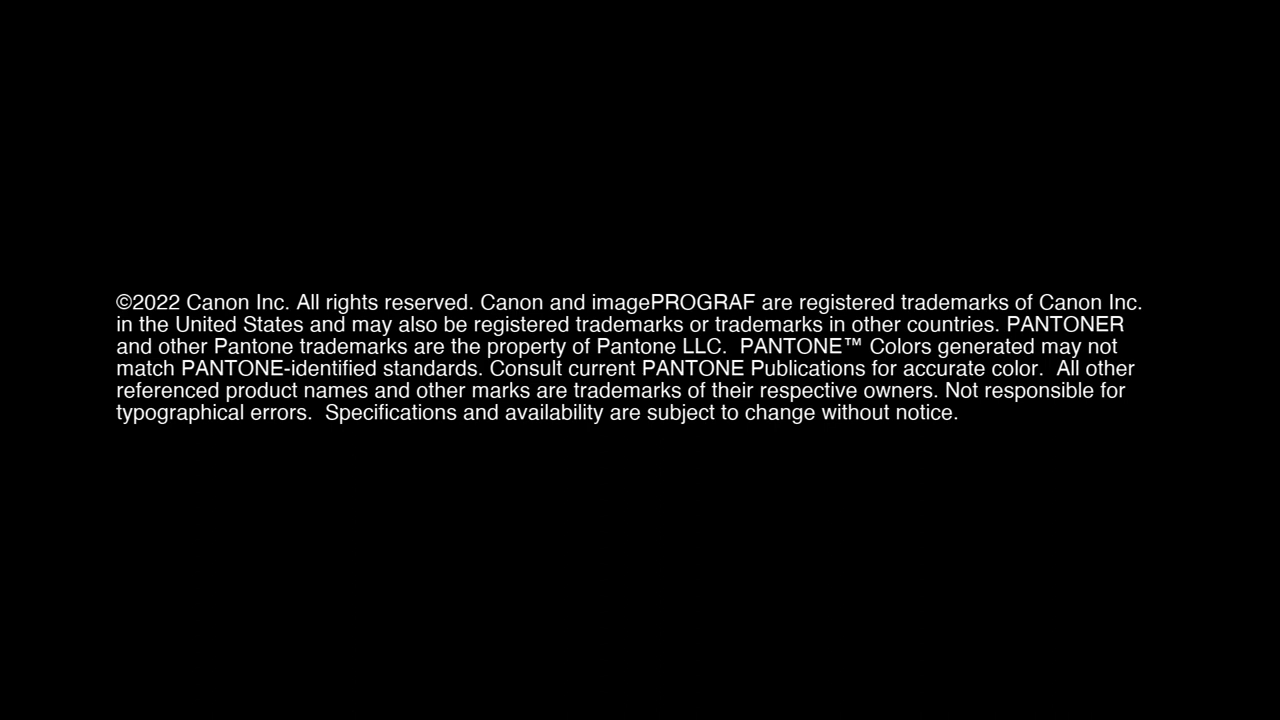 ©2022 Canon Inc. All rights reserved. Canon and imagePROGRAF are registered trademarks of Canon Inc.
in the United States and may also be registered trademarks or trademarks in other countries. PANTONER
and other Pantone trademarks are the property of Pantone LLC.  PANTONE™ Colors generated may not
match PANTONE-identified standards. Consult current PANTONE Publications for accurate color.  All other
referenced product names and other marks are trademarks of their respective owners. Not responsible for
typographical errors.  Specifications and availability are subject to change without notice.